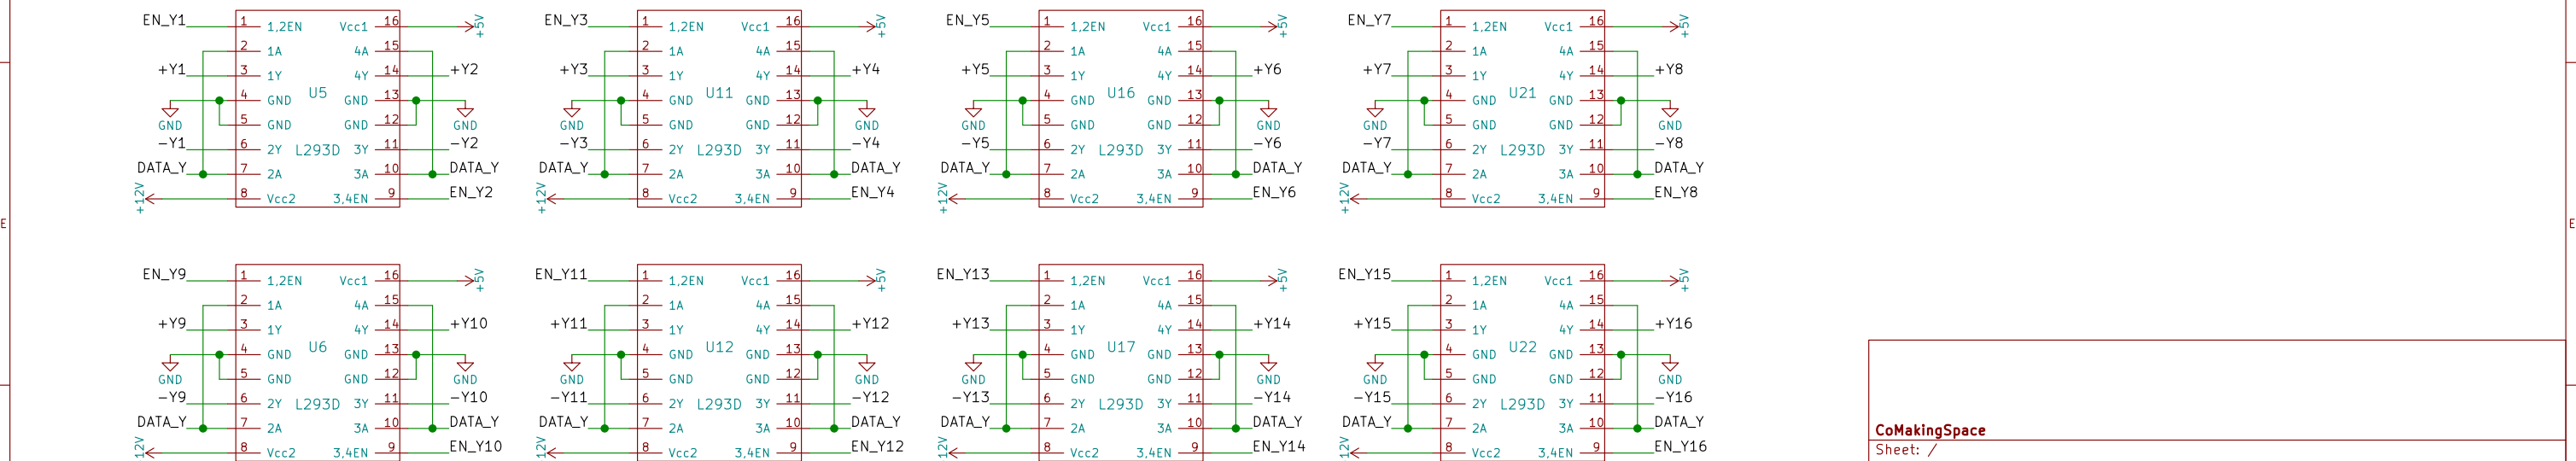 EN_Y1 1 1,2EN Vcc1 16 +5V EN_Y3 1 1,2EN Vcc1 16 +5V EN_Y5 1 1,2EN Vcc1 16 +5V EN_Y7 1 1,2EN Vcc1 16 +5V
2 1A 4A 15 2 1A 4A 15 2 1A 4A 15 2 1A 4A 15
+Y1 3 1Y 4Y 14 +Y2 +Y3 3 1Y 4Y 14 +Y4 +Y5 3 1Y 4Y 14 +Y6 +Y7 3 1Y 4Y 14 +Y8
U5 U11 U16 U21
4 GND GND 13 4 GND GND 13 4 GND GND 13 4 GND GND 13
GND 5 GND GND 12 GND GND 5 GND GND 12 GND GND 5 GND GND 12 GND GND 5 GND GND 12 GND
-Y1 6 2Y L293D 3Y 11 -Y2 -Y3 6 2Y L293D 3Y 11 -Y4 -Y5 6 2Y L293D 3Y 11 -Y6 -Y7 6 2Y L293D 3Y 11 -Y8
DATA_Y 7 2A 3A 10 DATA_Y DATA_Y 7 2A 3A 10 DATA_Y DATA_Y 7 2A 3A 10 DATA_Y DATA_Y 7 2A 3A 10 DATA_Y
+12V 8 Vcc2 3,4EN 9 EN_Y2 +12V 8 Vcc2 3,4EN 9 EN_Y4 +12V 8 Vcc2 3,4EN 9 EN_Y6 +12V 8 Vcc2 3,4EN 9 EN_Y8
E E
EN_Y9 1 1,2EN Vcc1 16 +5V EN_Y11 1 1,2EN Vcc1 16 +5V EN_Y13 1 1,2EN Vcc1 16 +5V EN_Y15 1 1,2EN Vcc1 16 +5V
2 1A 4A 15 2 1A 4A 15 2 1A 4A 15 2 1A 4A 15
+Y9 3 1Y 4Y 14 +Y10 +Y11 3 1Y 4Y 14 +Y12 +Y13 3 1Y 4Y 14 +Y14 +Y15 3 1Y 4Y 14 +Y16
U6 U12 U17 U22
4 GND GND 13 4 GND GND 13 4 GND GND 13 4 GND GND 13
GND 5 GND GND 12 GND GND 5 GND GND 12 GND GND 5 GND GND 12 GND GND 5 GND GND 12 GND
-Y9 6 2Y L293D 3Y 11 -Y10 -Y11 6 2Y L293D 3Y 11 -Y12 -Y13 6 2Y L293D 3Y 11 -Y14 -Y15 6 2Y L293D 3Y 11 -Y16
DATA_Y 7 2A 3A 10 DATA_Y DATA_Y 7 2A 3A 10 DATA_Y DATA_Y 7 2A 3A 10 DATA_Y DATA_Y 7 2A 3A 10 DATA_Y
12V 8 Vcc2 3,4EN 9 EN_Y10 12V 8 Vcc2 3,4EN 9 EN_Y12 12V 8 Vcc2 3,4EN 9 EN_Y14 12V 8 Vcc2 3,4EN 9 EN_Y16
CoMakingSpace
Sheet: /